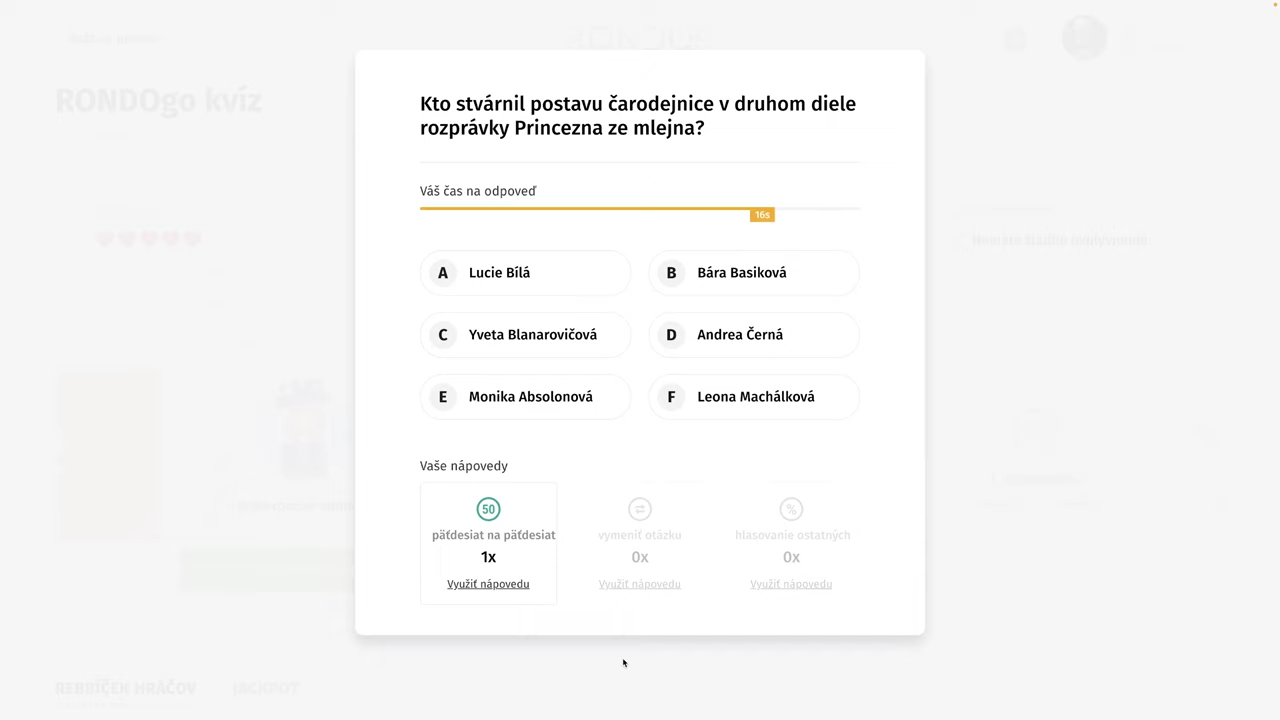 RONDOgo kvíz
Kto stvárnil postavu čarodejnice v druhom diele
rozprávky Princezna ze mlejna?
Váš čas na odpoveď
16s
A Lucie Bílá
B Bára Basiková
C Yveta Blanarovičová
D Andrea Černá
E Monika Absolonová
F Leona Machálková
Vaše nápovedy
50
päťdesiat na päťdesiat
1x
Využiť nápovedu
vymeniť otázku
0x
Využiť nápovedu
%
hlasovanie ostatných
0x
Využiť nápovedu
REBRÍČEK HRÁČOV JACKPOT